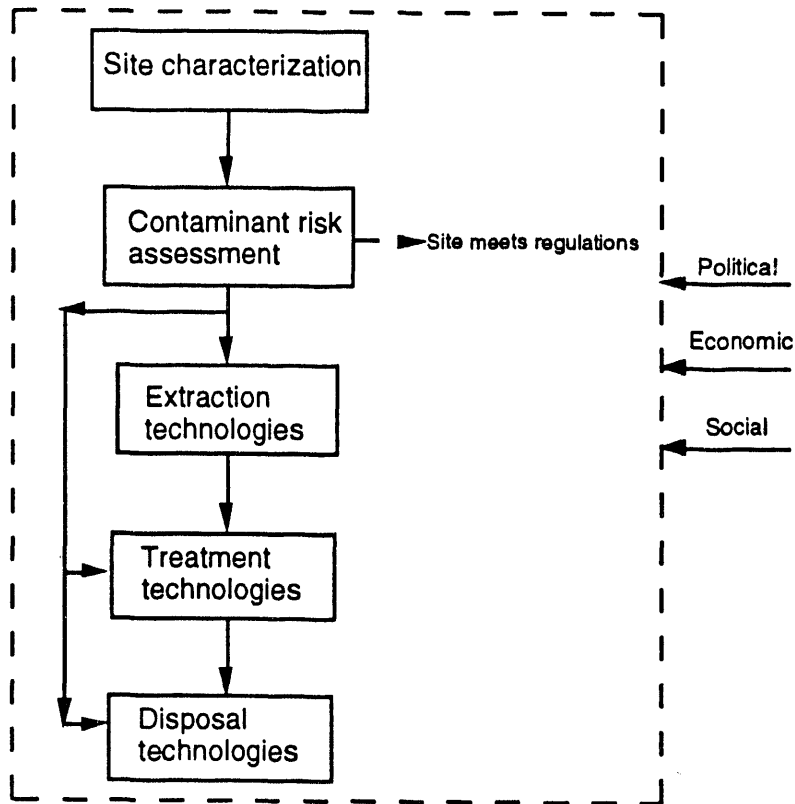 Site characterization
Contaminant risk
assessment
Site meets regulations
Political
Economic
Extraction
technologies
Social
Treatment
technologies
Disposal
technologies